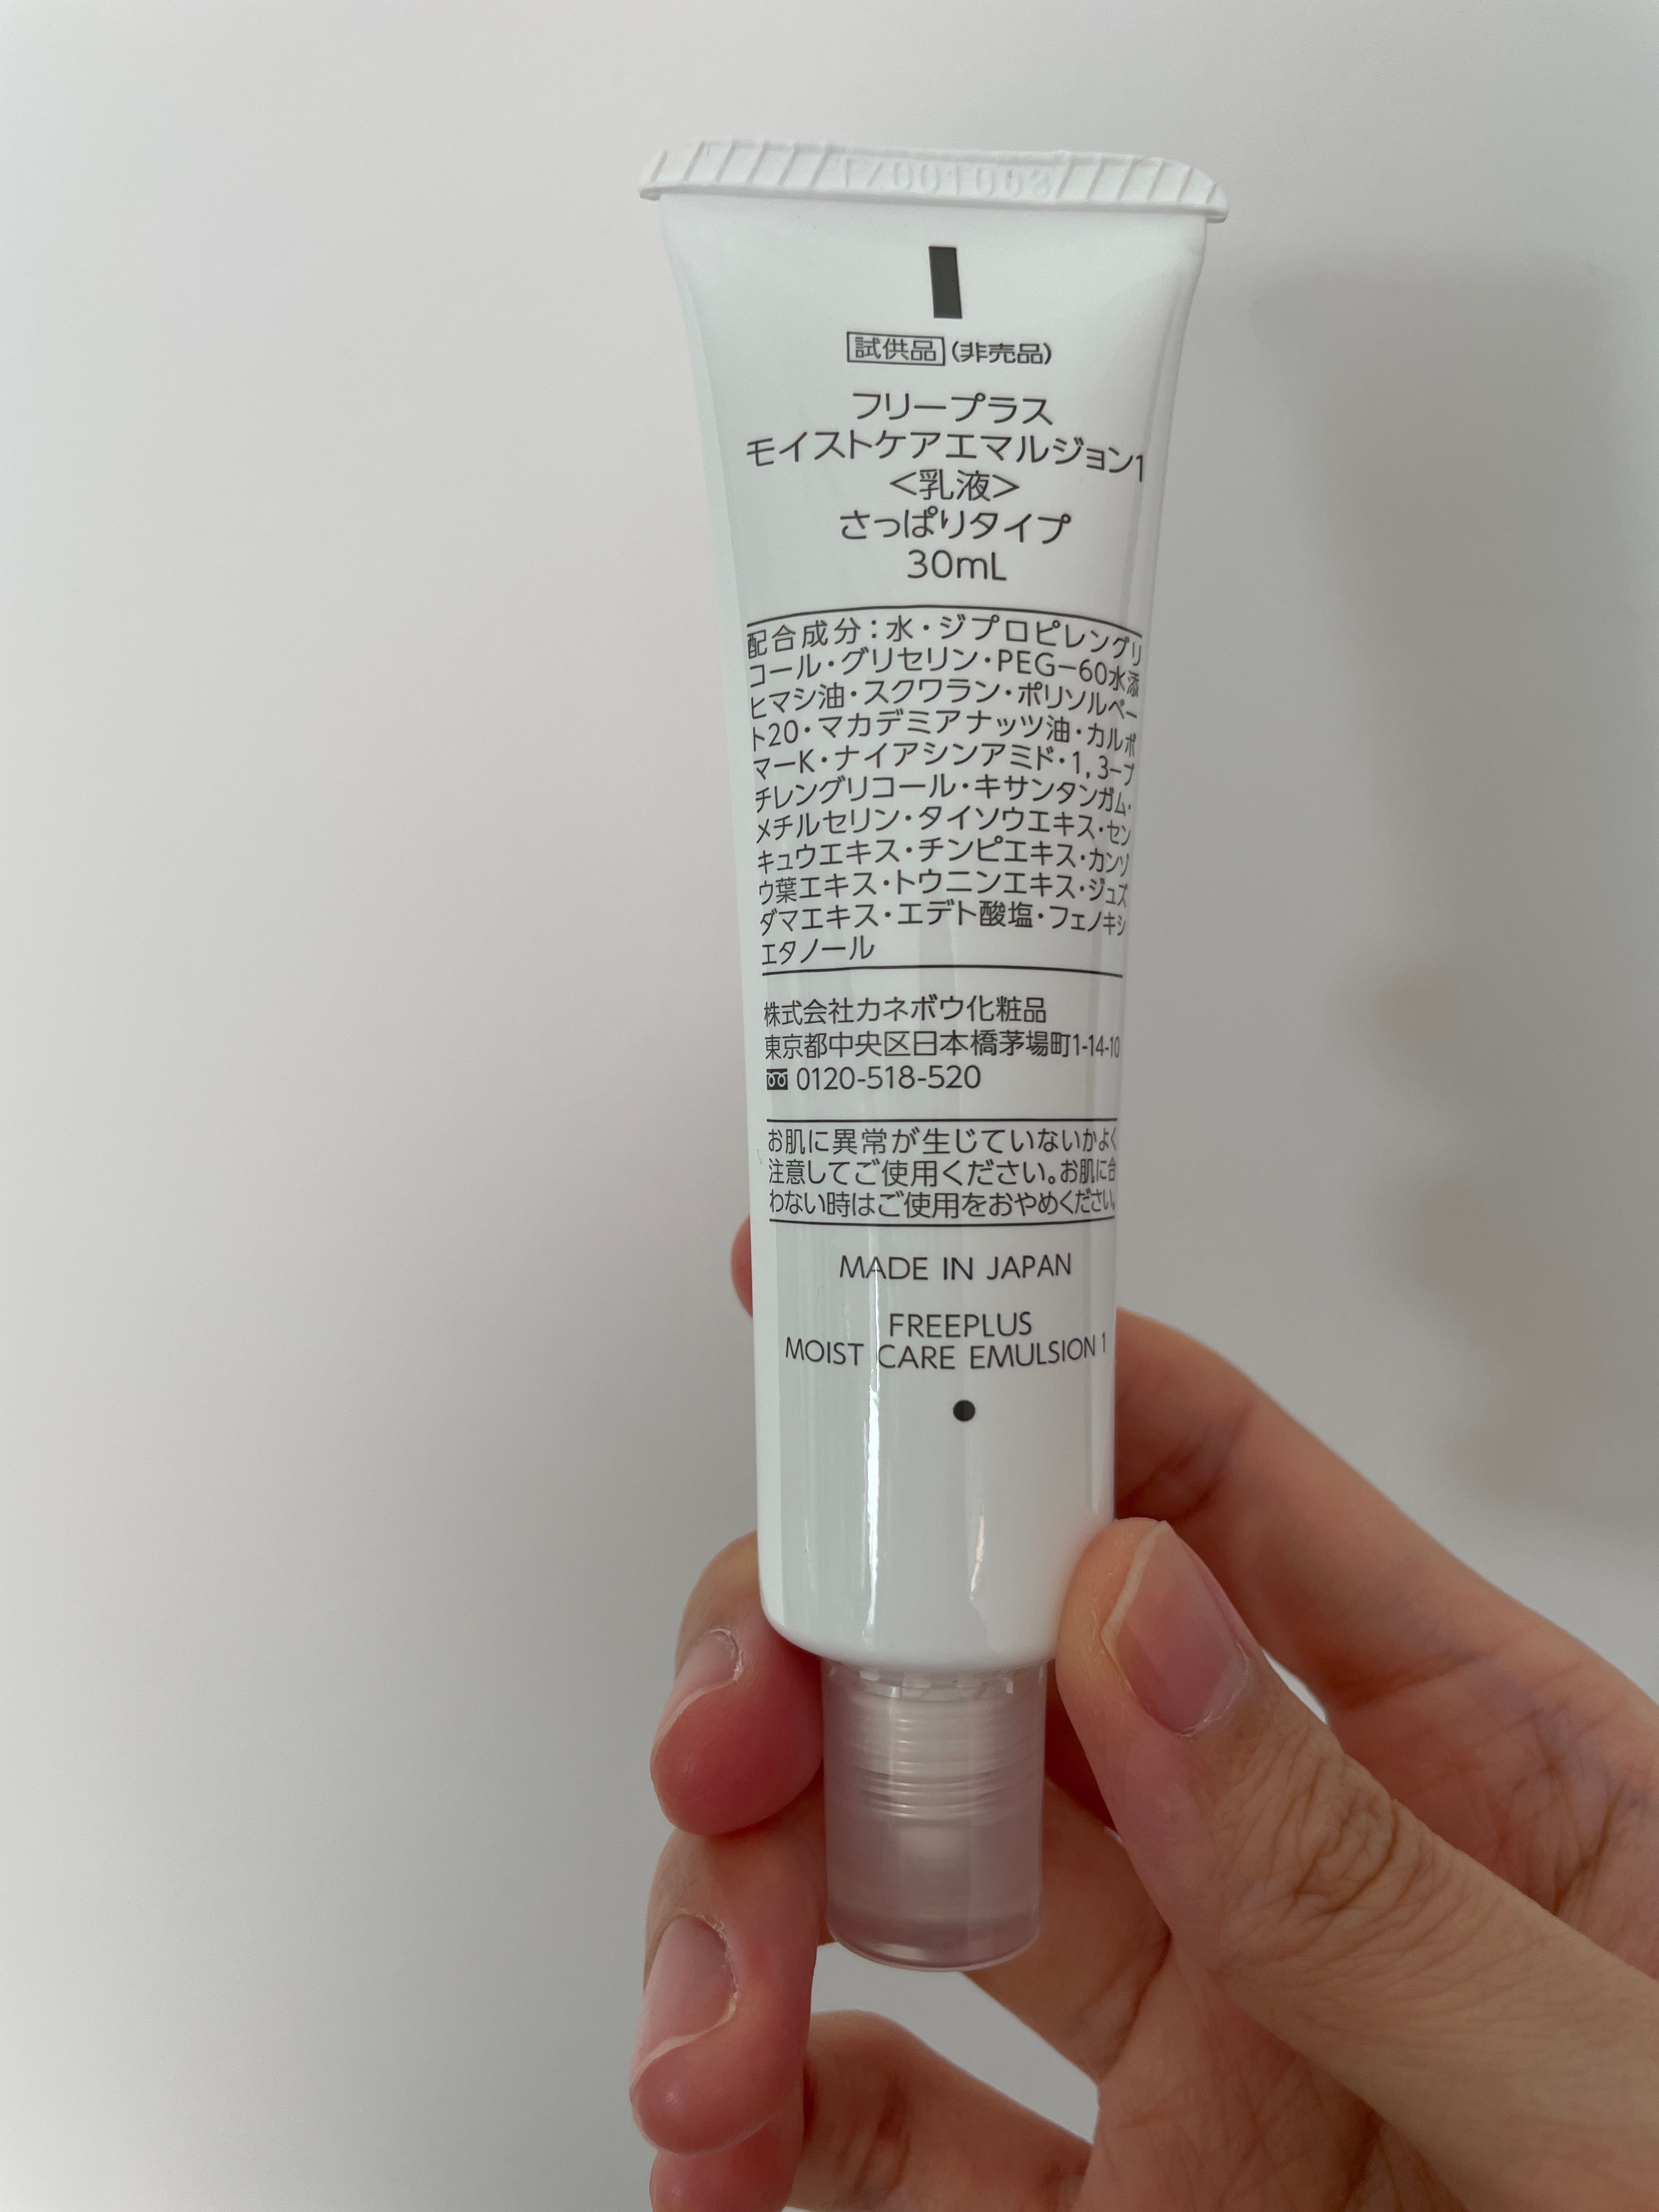 試供品 (非売品)
フリープラス
モイストケアエマルジョン1
<乳液>
さっぱりタイプ
30mL
配合成分：水・ジプロピレングリ
コール・グリセリン・PEG-60水添
ヒマシ油・スクワラン・ポリソルベー
ト20・マカデミアナッツ油・カルボ
マーK・ナイアシンアミド・1，3-ブ
チレングリコール・キサンタンガム・
メチルセリン・タイソウエキス・セン
キュウエキス・チンピエキス・カンゾ
ウ葉エキス・トウニンエキス・ジュズ
ダマエキス・エデト酸塩・フェノキシ
エタノール
株式会社カネボウ化粧品
東京都中央区日本橋茅場町1-14-10
0120-518-520
お肌に異常が生じていないかよく
注意してご使用ください。お肌に合
わない時はご使用をおやめください。
MADE IN JAPAN
FREEPLUS
MOIST CARE EMULSION 1